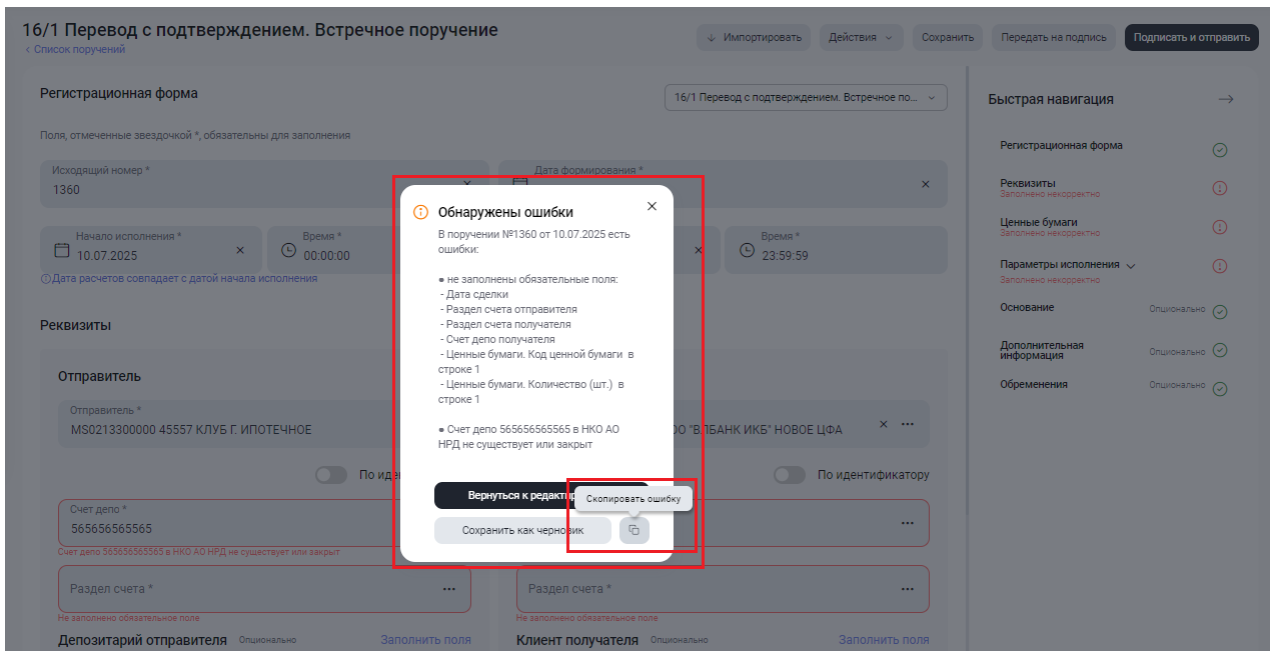 16/1 Перевод с подтверждением. Встречное поручение
< Список поручений
Импортировать
Действия
Сохранить
Передать на подпись
Подписать и отправить
Регистрационная форма
16/1 Перевод с подтверждением. Встречное по...
Поля, отмеченные звездочкой *, обязательны для заполнения
Исходящий номер *
1360
Дата формирования *
Начало исполнения *
10.07.2025
Время *
00:00:00
Время *
23:59:59
Дата расчетов совпадает с датой начала исполнения
Реквизиты
Отправитель
Отправитель *
MS0213300000 45557 КЛУБ Г. ИПОТЕЧНОЕ
ОО "ВЛБАНК ИКБ" НОВОЕ ЦФА
По иде
По идентификатору
Счет депо *
565656565565
Счет депо 565656565565 в НКО АО НРД не существует или закрыт
Раздел счета *
Не заполнено обязательное поле
Раздел счета *
Не заполнено обязательное поле
Депозитарий отправителя Опционально Заполнить поля
Клиент получателя Опционально Заполнить поля
Обнаружены ошибки
В поручении №1360 от 10.07.2025 есть
ошибки:
● не заполнены обязательные поля:
- Дата сделки
- Раздел счета отправителя
- Раздел счета получателя
- Счет депо получателя
- Ценные бумаги. Код ценной бумаги в
строке 1
- Ценные бумаги. Количество (шт.) в
строке 1
● Счет депо 565656565565 в НКО АО
НРД не существует или закрыт
Вернуться к редакти
Скопировать ошибку
Сохранить как черновик
Быстрая навигация
Регистрационная форма
Реквизиты
Заполнено некорректно
Ценные бумаги
Заполнено некорректно
Параметры исполнения
Заполнено некорректно
Основание Опционально
Дополнительная
информация Опционально
Обременения Опционально